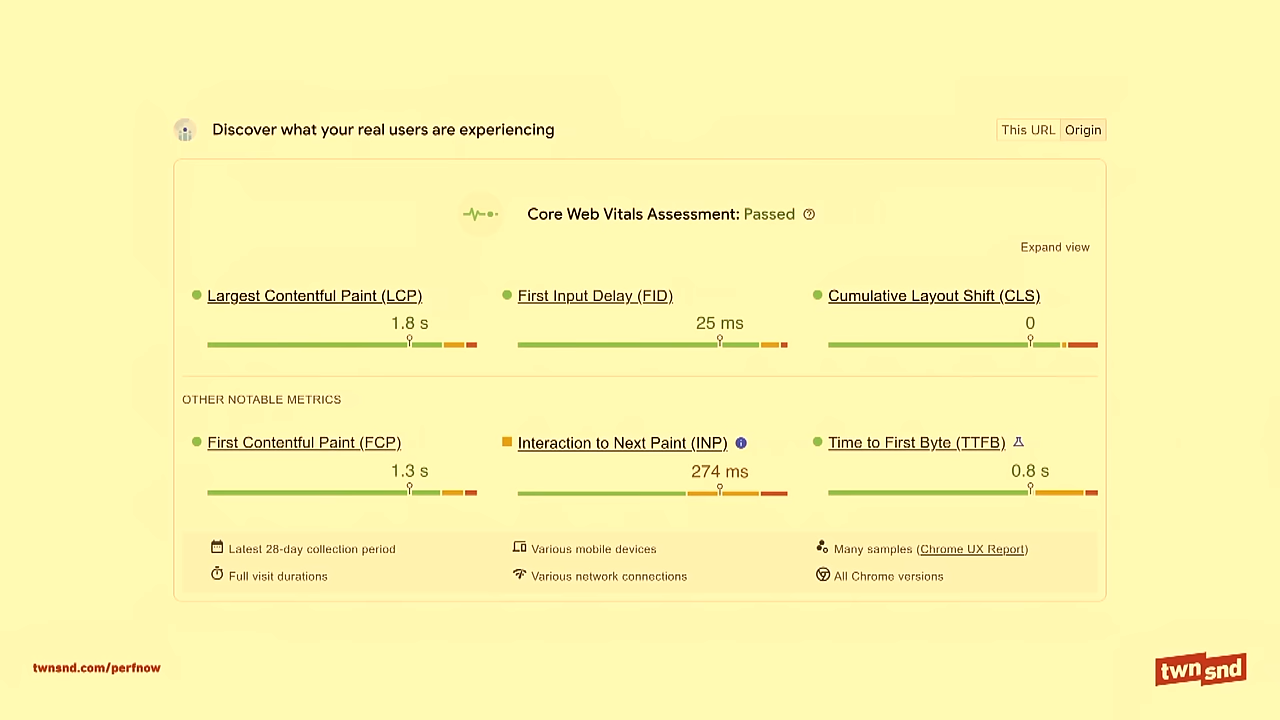 Discover what your real users are experiencing
This URL Origin
Core Web Vitals Assessment: Passed
Expand view
Largest Contentful Paint (LCP)
1.8 s
First Input Delay (FID)
25 ms
Cumulative Layout Shift (CLS)
0
OTHER NOTABLE METRICS
First Contentful Paint (FCP)
1.3 s
Interaction to Next Paint (INP)
274 ms
Time to First Byte (TTFB)
0.8 s
Latest 28-day collection period
Various mobile devices
Many samples (Chrome UX Report)
Full visit durations
Various network connections
All Chrome versions
twnsnd.com/perfnow
twn snd